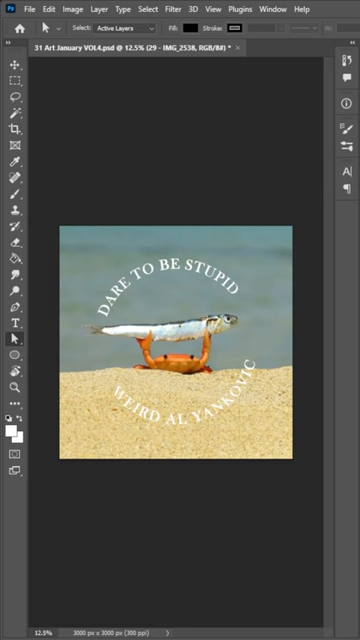 Ps File Edit Image Layer Type Select Filter 3D View Plugins Window Help
Select: Active Layers Fill: Stroke:
31 Art January VOL4.psd @ 12.5% (29 - IMG_2538, RGB/8#) * ×
DARE TO BE STUPID
WEIRD AL YANKOVIC
12.5% 3000 px x 3000 px (300 ppi)